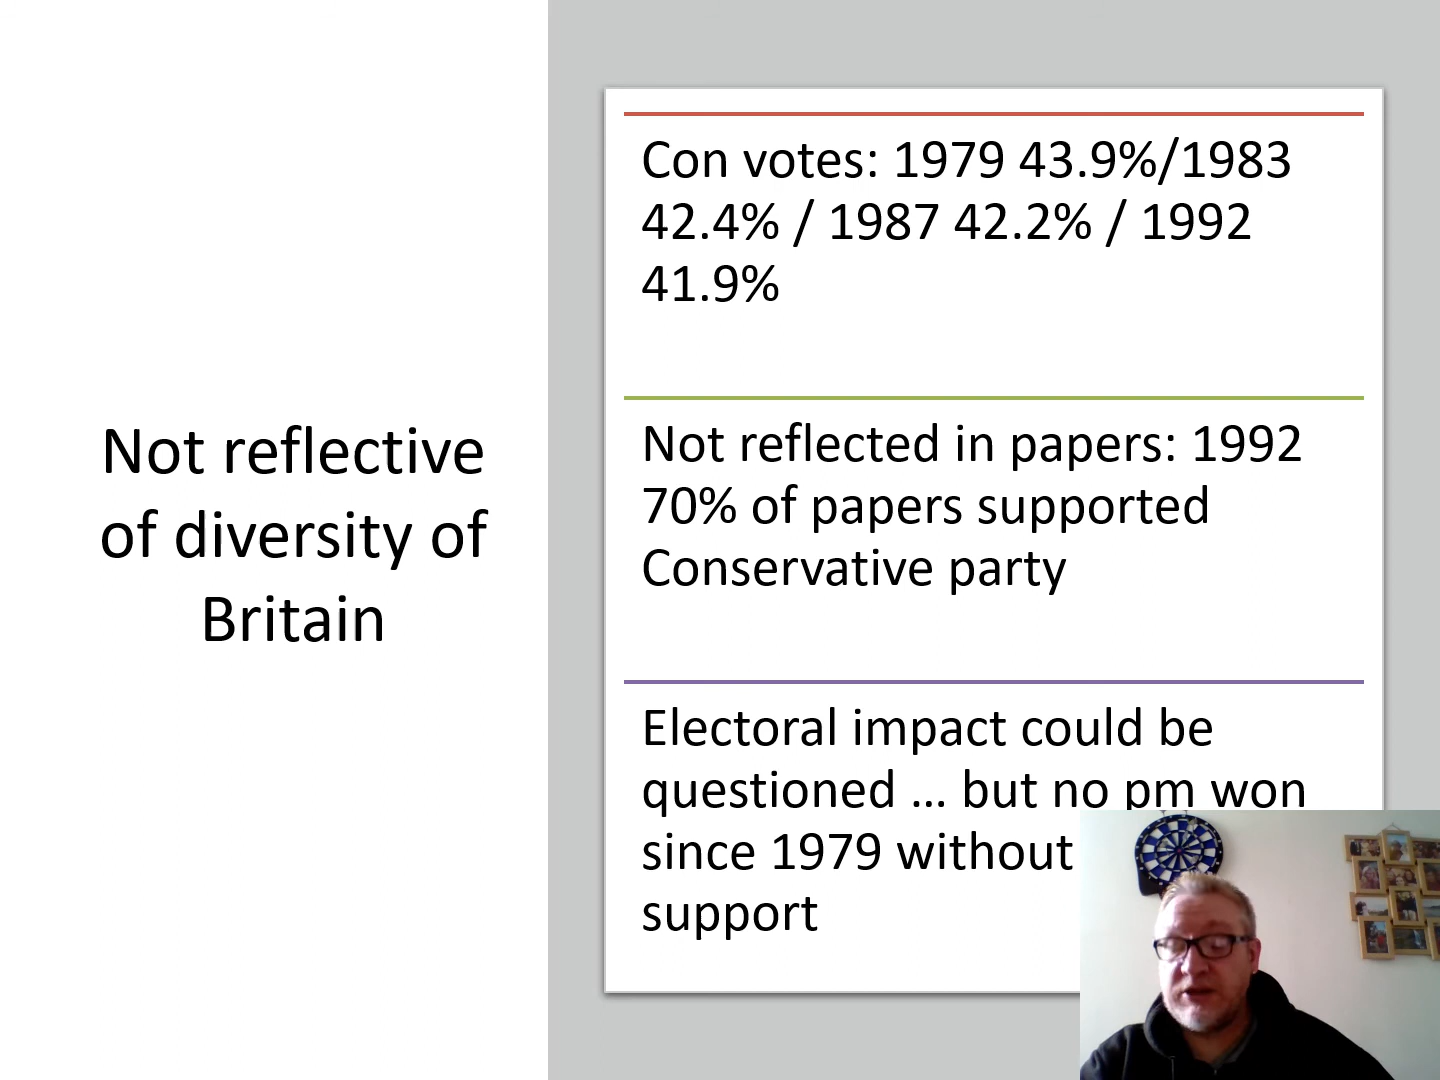 Not reflective
of diversity of
Britain
Con votes: 1979 43.9%/1983
42.4% / 1987 42.2% / 1992
41.9%
Not reflected in papers: 1992
70% of papers supported
Conservative party
Electoral impact could be
questioned … but no pm won
since 1979 without
support